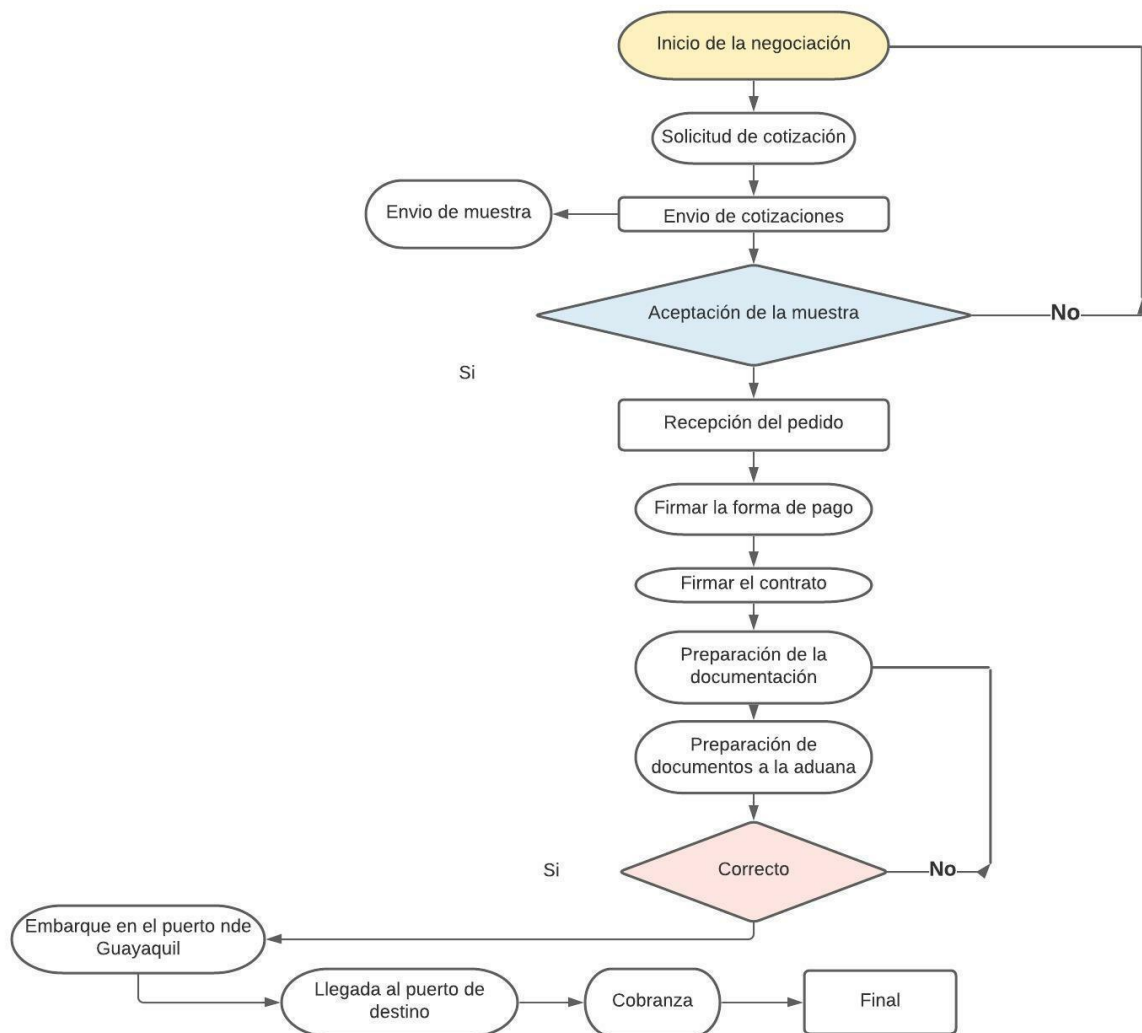 Inicio de la negociación
Solicitud de cotización
Envio de muestra
Envio de cotizaciones
Aceptación de la muestra
No
Si
Recepción del pedido
Firmar la forma de pago
Firmar el contrato
Preparación de la
documentación
Preparación de
documentos a la aduana
Si
Correcto
No
Embarque en el puerto nde
Guayaquil
Llegada al puerto de
destino
Cobranza
Final